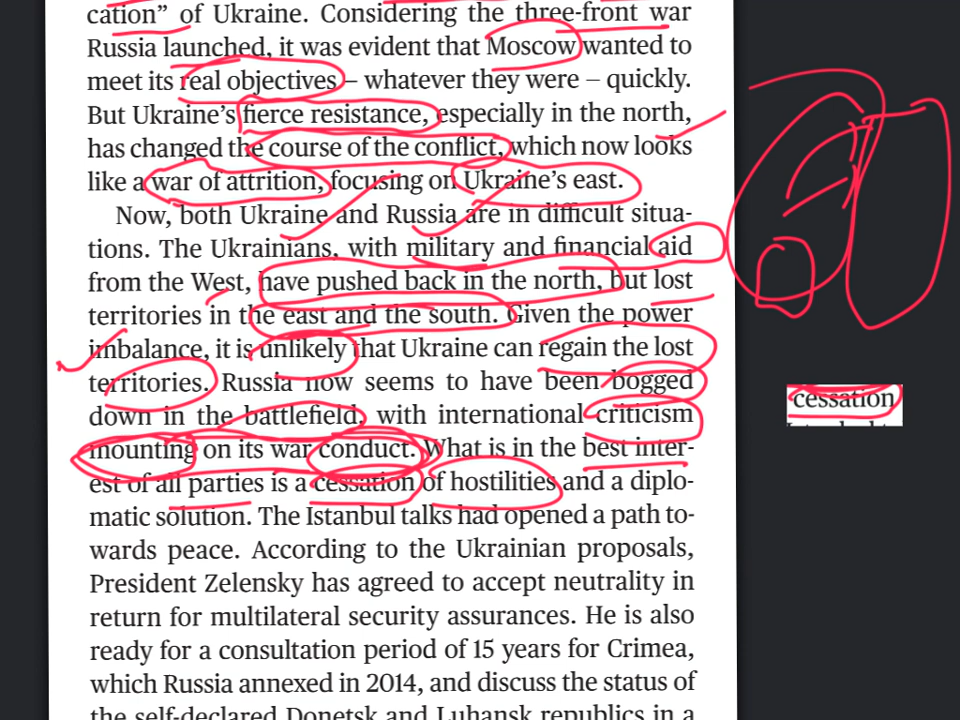 cation” of Ukraine. Considering the three-front war
Russia launched, it was evident that Moscow wanted to
meet its real objectives – whatever they were – quickly.
But Ukraine’s fierce resistance, especially in the north,
has changed the course of the conflict, which now looks
like a war of attrition, focusing on Ukraine’s east.
Now, both Ukraine and Russia are in difficult situa-
tions. The Ukrainians, with military and financial aid
from the West, have pushed back in the north, but lost
territories in the east and the south. Given the power
imbalance, it is unlikely that Ukraine can regain the lost
territories. Russia now seems to have been bogged
down in the battlefield, with international criticism
mounting on its war conduct. What is in the best inter-
est of all parties is a cessation of hostilities and a diplo-
matic solution. The Istanbul talks had opened a path to-
wards peace. According to the Ukrainian proposals,
President Zelensky has agreed to accept neutrality in
return for multilateral security assurances. He is also
ready for a consultation period of 15 years for Crimea,
which Russia annexed in 2014, and discuss the status of
the self-declared Donetsk and Luhansk republics in a
cessation